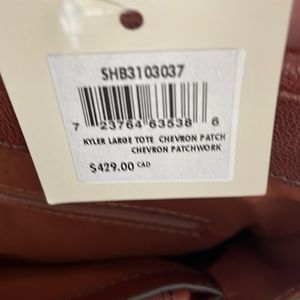 SHB3103037
7 23764 63538 6
KYLER LARGE TOTE CHEVRON PATCH
CHEVRON PATCHWORK
$429.00 CAD